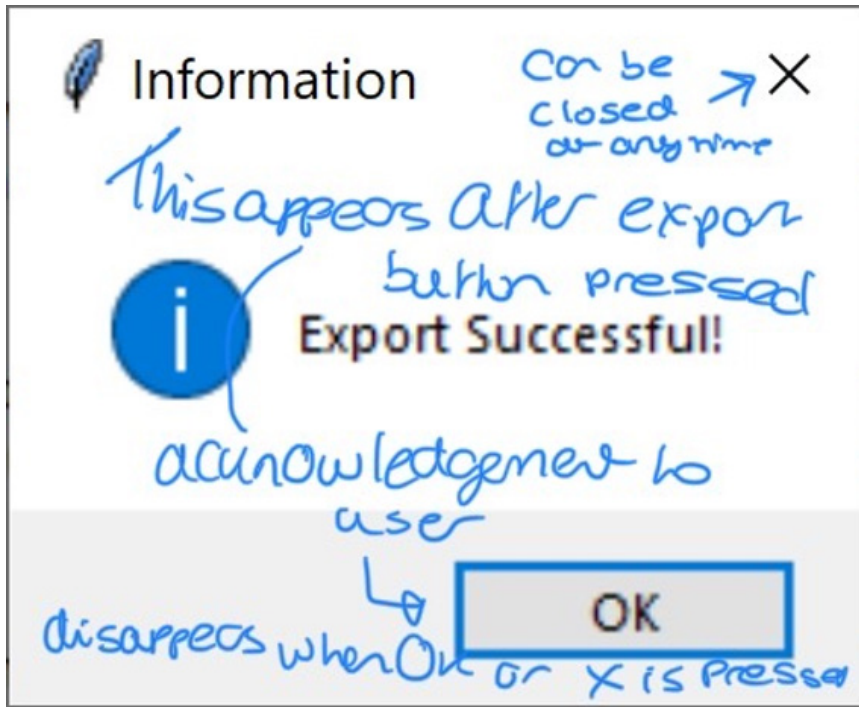 Information
Can be
closed
at any time
This appears after export
button pressed
Export Successful!
acknowledgement to
user
OK
disappears when OK or X is pressed